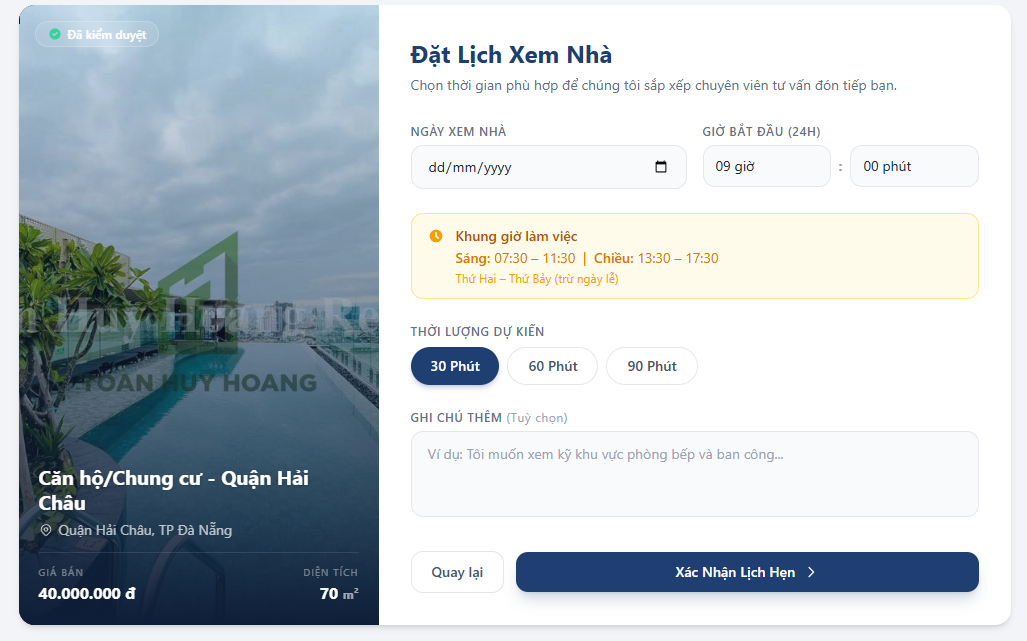 Đã kiểm duyệt
Huy Hoang Re
TOÀN HUY HOANG
Căn hộ/Chung cư - Quận Hải
Châu
Quận Hải Châu, TP Đà Nẵng
GIÁ BÁN
DIỆN TÍCH
40.000.000 đ
70 m²
Đặt Lịch Xem Nhà
Chọn thời gian phù hợp để chúng tôi sắp xếp chuyên viên tư vấn đón tiếp bạn.
NGÀY XEM NHÀ
GIỜ BẮT ĐẦU (24H)
dd/mm/yyyy
09 giờ : 00 phút
Khung giờ làm việc
Sáng: 07:30 – 11:30 | Chiều: 13:30 – 17:30
Thứ Hai – Thứ Bảy (trừ ngày lễ)
THỜI LƯỢNG DỰ KIẾN
30 Phút 60 Phút 90 Phút
GHI CHÚ THÊM (Tuỳ chọn)
Ví dụ: Tôi muốn xem kỹ khu vực phòng bếp và ban công...
Quay lại
Xác Nhận Lịch Hẹn